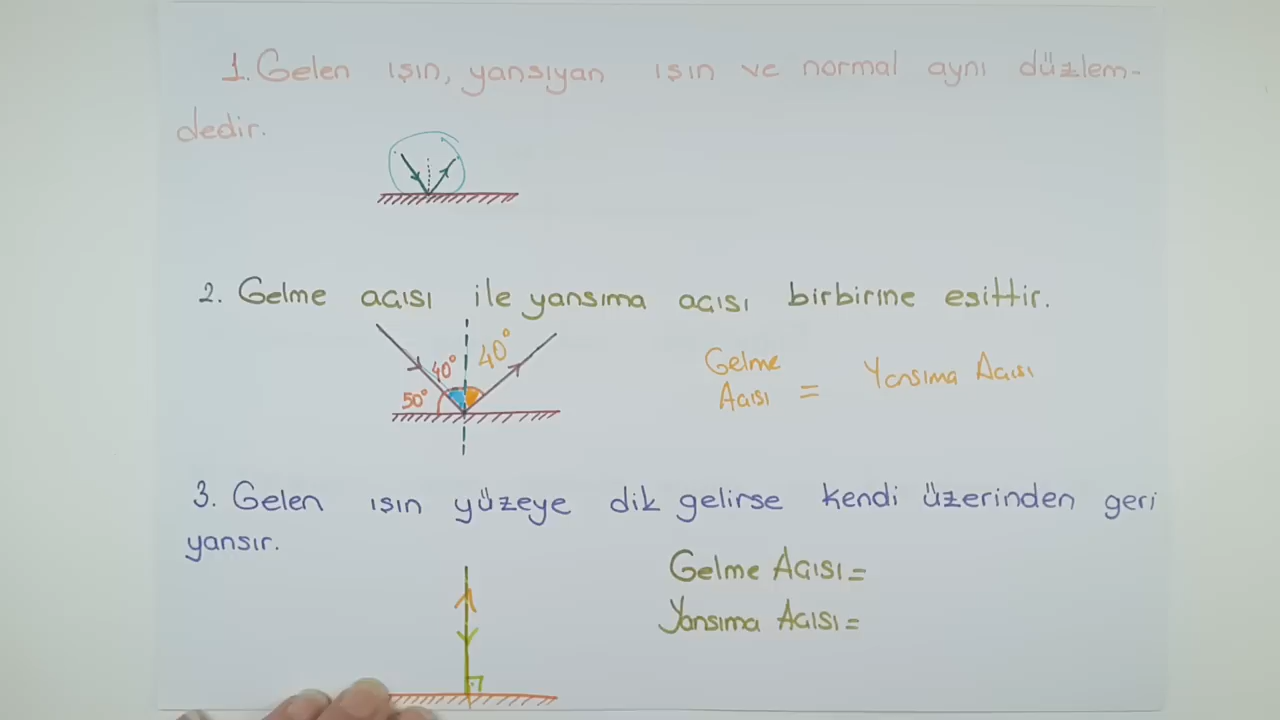 1. Gelen ışın, yansıyan ışın ve normal aynı düzlem-
dedir.
2. Gelme açısı ile yansıma açısı birbirine eşittir.
40° 40°
50°
Gelme Açısı = Yansıma Açısı
3. Gelen ışın yüzeye dik gelirse kendi üzerinden geri
yansır.
Gelme Açısı =
Yansıma Açısı =